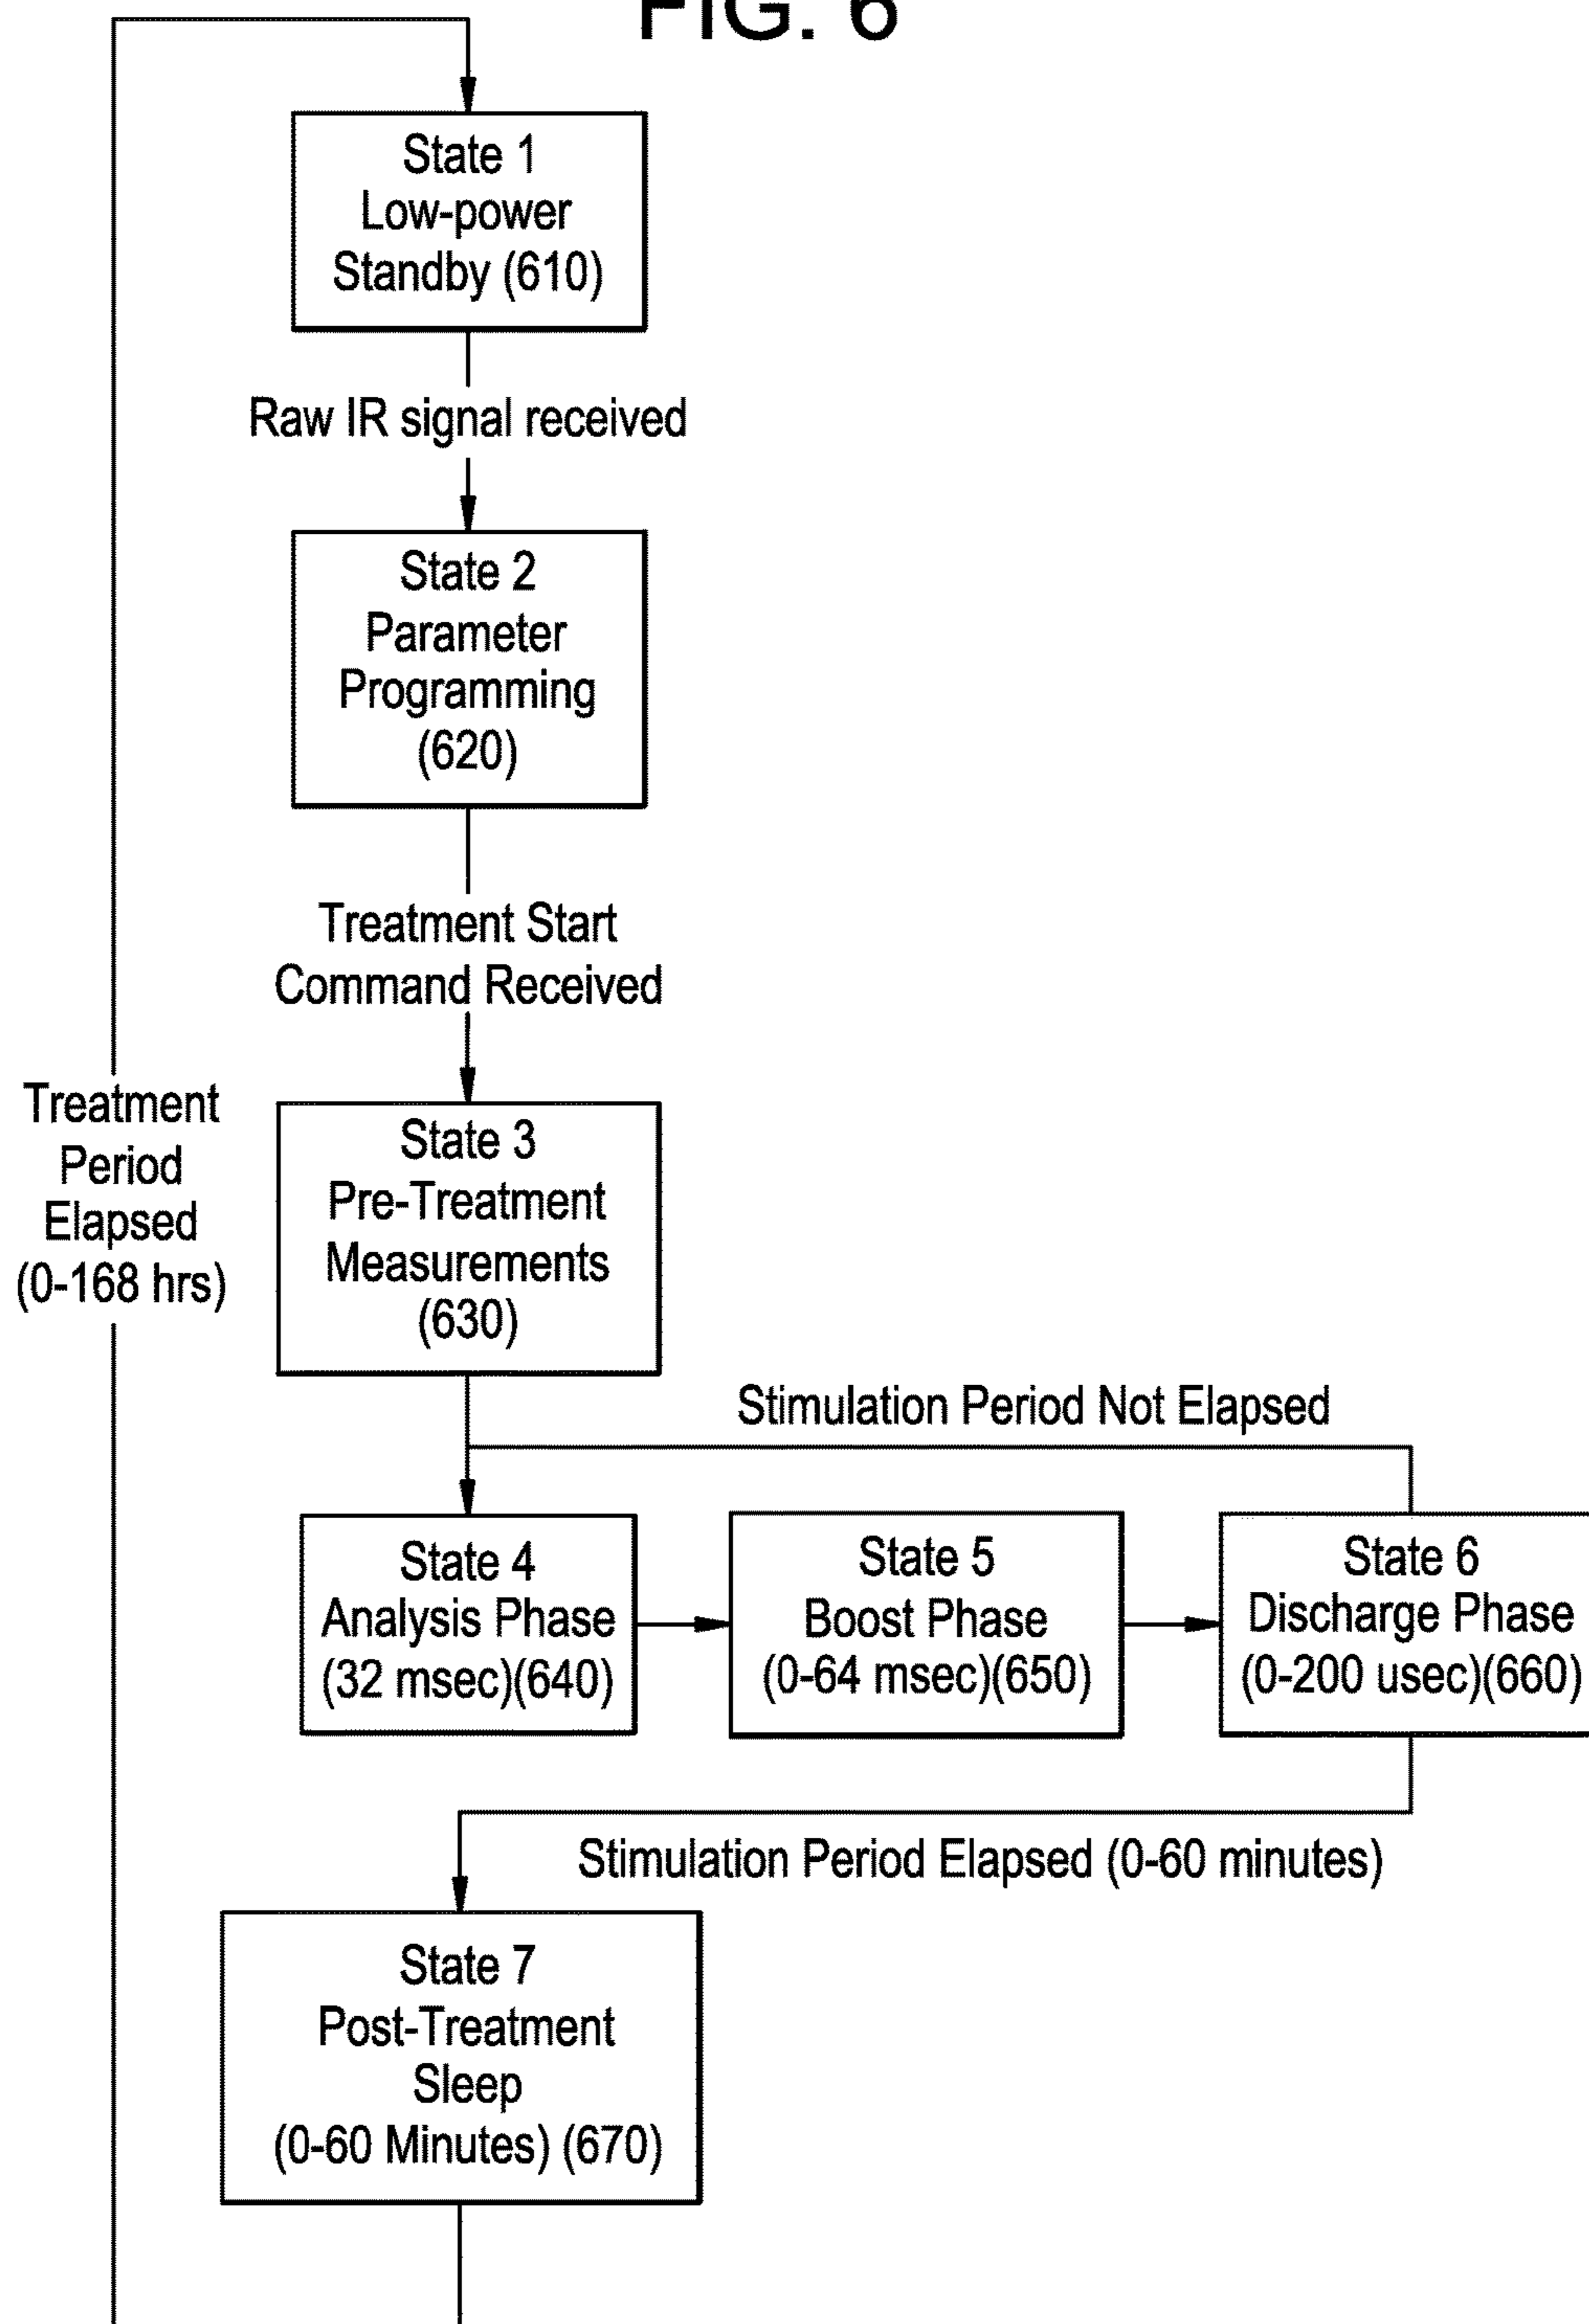 FIG. 6
State 1
Low-power
Standby (610)
Raw IR signal received
State 2
Parameter
Programming
(620)
Treatment Start
Command Received
Treatment
Period
Elapsed
(0-168 hrs)
State 3
Pre-Treatment
Measurements
(630)
Stimulation Period Not Elapsed
State 4
Analysis Phase
(32 msec)(640)
State 5
Boost Phase
(0-64 msec)(650)
State 6
Discharge Phase
(0-200 usec)(660)
Stimulation Period Elapsed (0-60 minutes)
State 7
Post-Treatment
Sleep
(0-60 Minutes) (670)